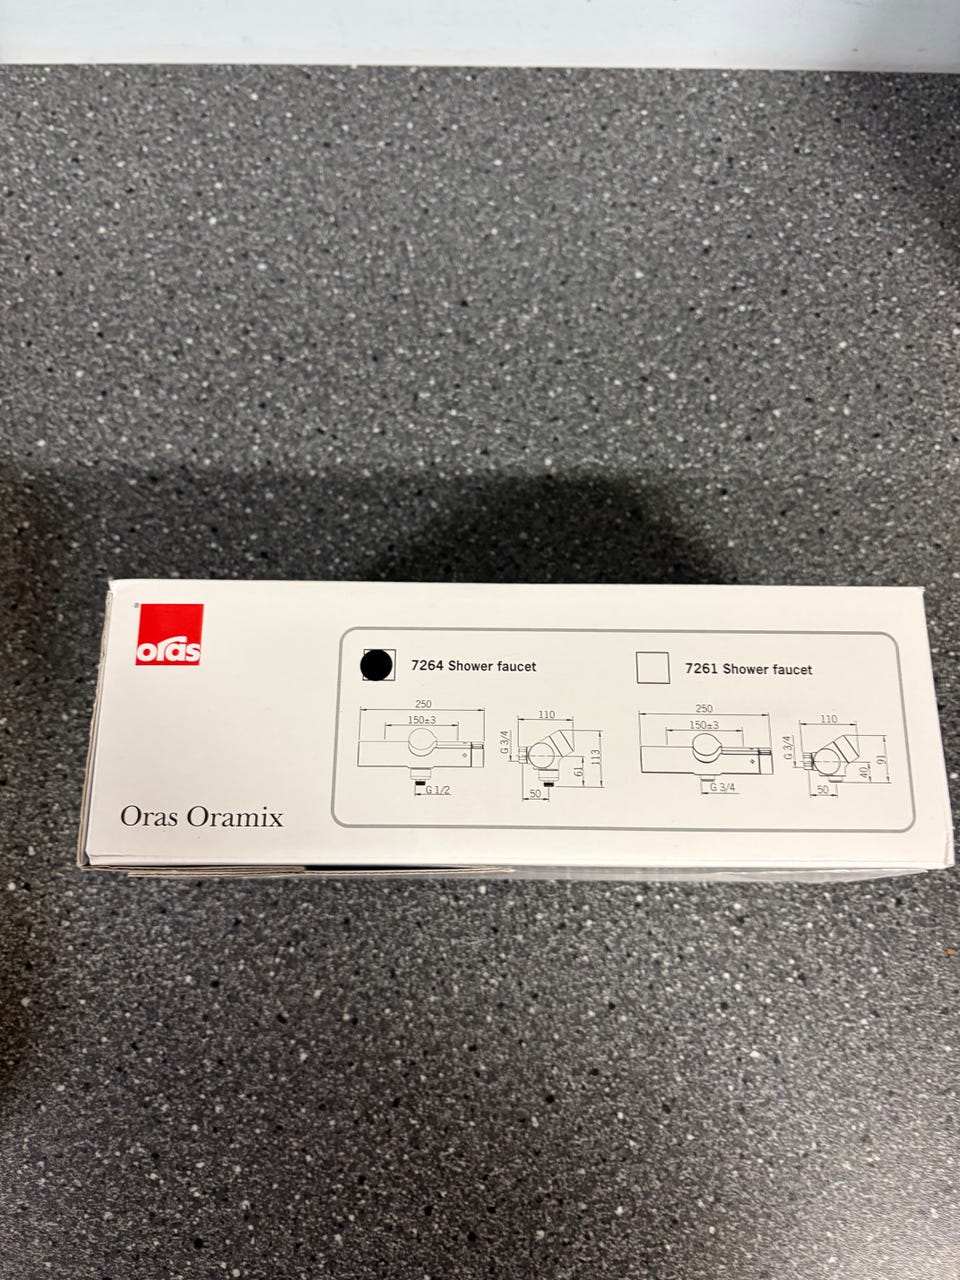 ®
oras
Oras Oramix
7264 Shower faucet
250
150±3
G 1/2
110
G 3/4
61
113
50
7261 Shower faucet
250
150±3
G 3/4
110
G 3/4
40
91
50